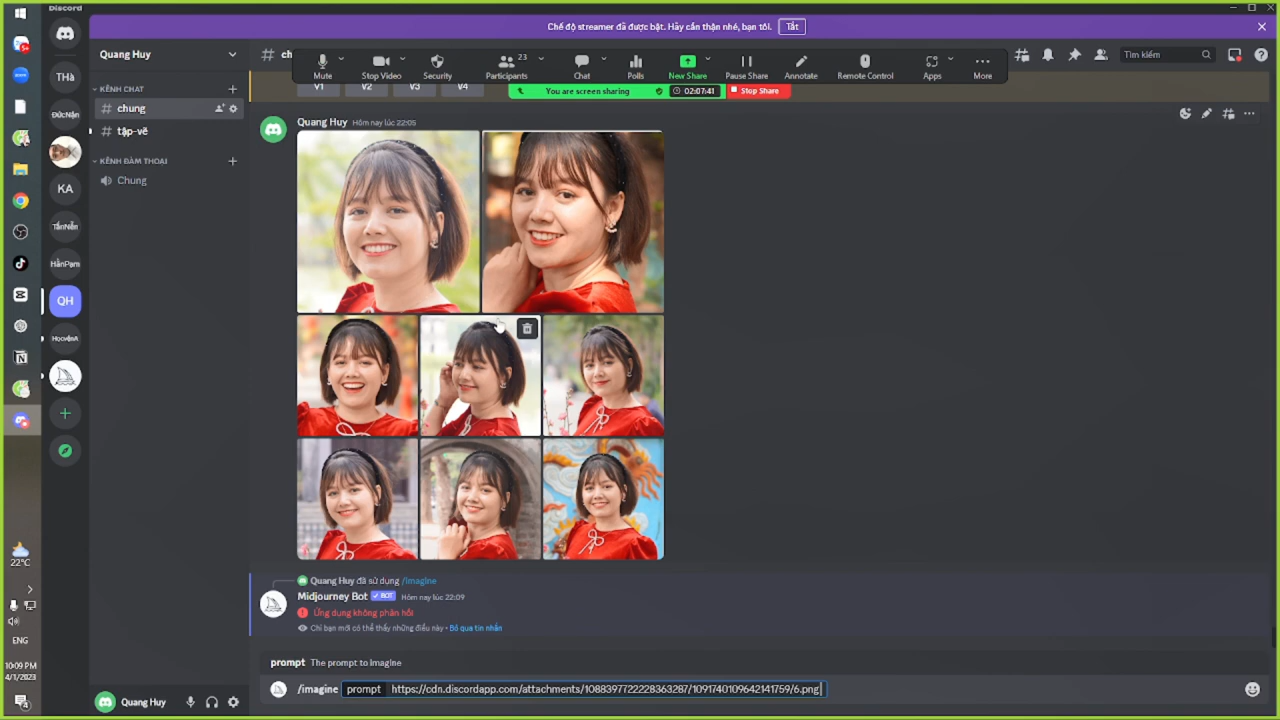 Discord
Chế độ streamer đã được bật. Hãy cẩn thận nhé, bạn tôi. Tắt
Quang Huy
# ch
Tìm kiếm
Mute
Stop Video
Security
Participants 23
Chat
Polls
New Share
Pause Share
Annotate
Remote Control
Apps
More
You are screen sharing 02:07:41 Stop Share
V1 V2 V3 V4
KÊNH CHAT
# chung
# tập-vẽ
KÊNH ĐÀM THOẠI
Chung
THà
ĐứcNận
KA
HằnPạm
QH
Quang Huy Hôm nay lúc 22:05
Quang Huy đã sử dụng /imagine
Midjourney Bot BOT Hôm nay lúc 22:09
Ứng dụng không phản hồi
Chỉ bạn mới có thể thấy những điều này • Bỏ qua tin nhắn
prompt The prompt to imagine
/imagine prompt https://cdn.discordapp.com/attachments/1088397722228363287/1091740109642141759/6.png
Quang Huy
22°C
ENG
10:09 PM
4/1/2023